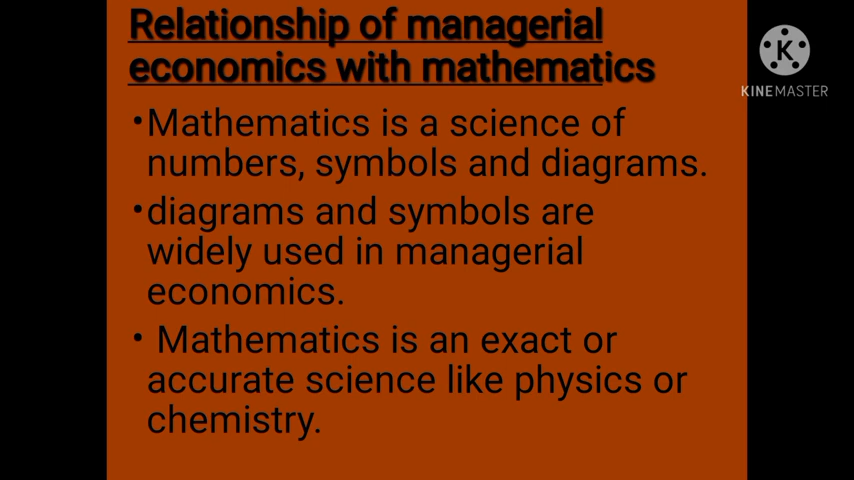 Relationship of managerial
economics with mathematics
•Mathematics is a science of
numbers, symbols and diagrams.
•diagrams and symbols are
widely used in managerial
economics.
• Mathematics is an exact or
accurate science like physics or
chemistry.
K
KINEMASTER